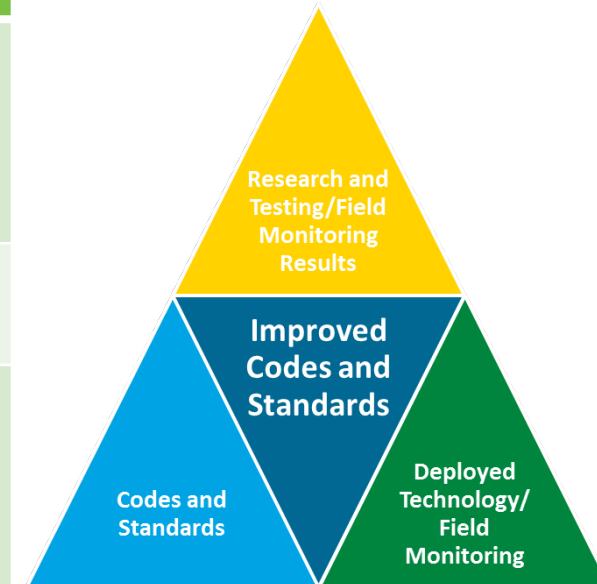 Research and
Testing/Field
Monitoring
Results
Improved
Codes and
Standards
Codes and
Standards
Deployed
Technology/
Field
Monitoring